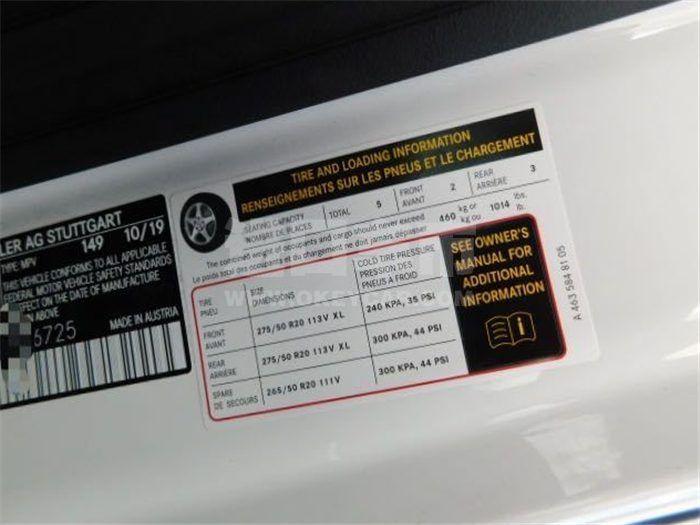 LER AG STUTTGART
149 10/19
TYPE: MPV
THIS VEHICLE CONFORMS TO ALL APPLICABLE
FEDERAL MOTOR VEHICLE SAFETY STANDARDS
EFFECT ON THE DATE OF MANUFACTURE
N ABOVE
6725
MADE IN AUSTRIA
TIRE AND LOADING INFORMATION
RENSEIGNEMENTS SUR LES PNEUS ET LE CHARGEMENT
SEATING CAPACITY
NOMBRE DE PLACES
TOTAL 5
FRONT
AVANT
2
REAR
ARRIÈRE
3
The combined weight of occupants and cargo should never exceed
Le poids total des occupants et du chargement ne doit jamais dépasser
460 kg or
kg ou
1014 lbs.
lb.
TIRE
PNEU
SIZE
DIMENSIONS
COLD TIRE PRESSURE
PRESSION DES
PNEUS À FROID
FRONT
AVANT
275/50 R20 113V XL
240 KPA, 35 PSI
REAR
ARRIÈRE
275/50 R20 113V XL
300 KPA, 44 PSI
SPARE
DE SECOURS
265/50 R20 111V
300 KPA, 44 PSI
SEE OWNER'S
MANUAL FOR
ADDITIONAL
INFORMATION
A 463 584 81 05